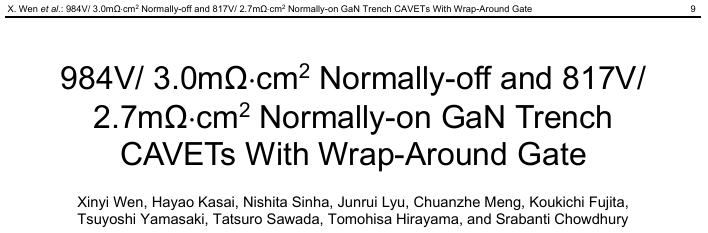 X. Wen et al.: 984V/ 3.0mΩ·cm² Normally-off and 817V/ 2.7mΩ·cm² Normally-on GaN Trench CAVETs With Wrap-Around Gate 9
984V/ 3.0mΩ·cm² Normally-off and 817V/
2.7mΩ·cm² Normally-on GaN Trench
CAVETs With Wrap-Around Gate
Xinyi Wen, Hayao Kasai, Nishita Sinha, Junrui Lyu, Chuanzhe Meng, Koukichi Fujita,
Tsuyoshi Yamasaki, Tatsuro Sawada, Tomohisa Hirayama, and Srabanti Chowdhury